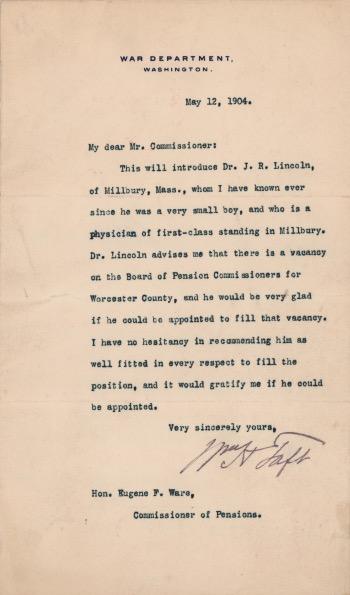 WAR DEPARTMENT,
WASHINGTON.
May 12, 1904.
My dear Mr. Commissioner:
This will introduce Dr. J. R. Lincoln,
of Millbury, Mass., whom I have known ever
since he was a very small boy, and who is a
physician of first-class standing in Millbury.
Dr. Lincoln advises me that there is a vacancy
on the Board of Pension Commissioners for
Worcester County, and he would be very glad
if he could be appointed to fill that vacancy.
I have no hesitancy in recommending him as
well fitted in every respect to fill the
position, and it would gratify me if he could
be appointed.
Very sincerely yours,
Wm H Taft
Hon. Eugene F. Ware,
Commissioner of Pensions.